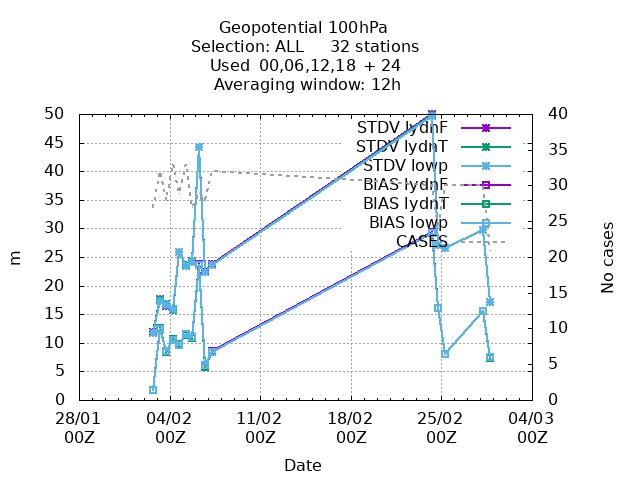 Geopotential 100hPa
Selection: ALL 32 stations
Used 00,06,12,18 + 24
Averaging window: 12h
50
45
40
35
30
25
20
15
10
5
0
m
40
35
30
25
20
15
10
5
0
No cases
STDV lydnF
STDV lydnT
STDV lowp
BIAS lydnF
BIAS lydnT
BIAS lowp
CASES
28/01 04/02 11/02 18/02 25/02 04/03
00Z 00Z 00Z 00Z 00Z 00Z
Date